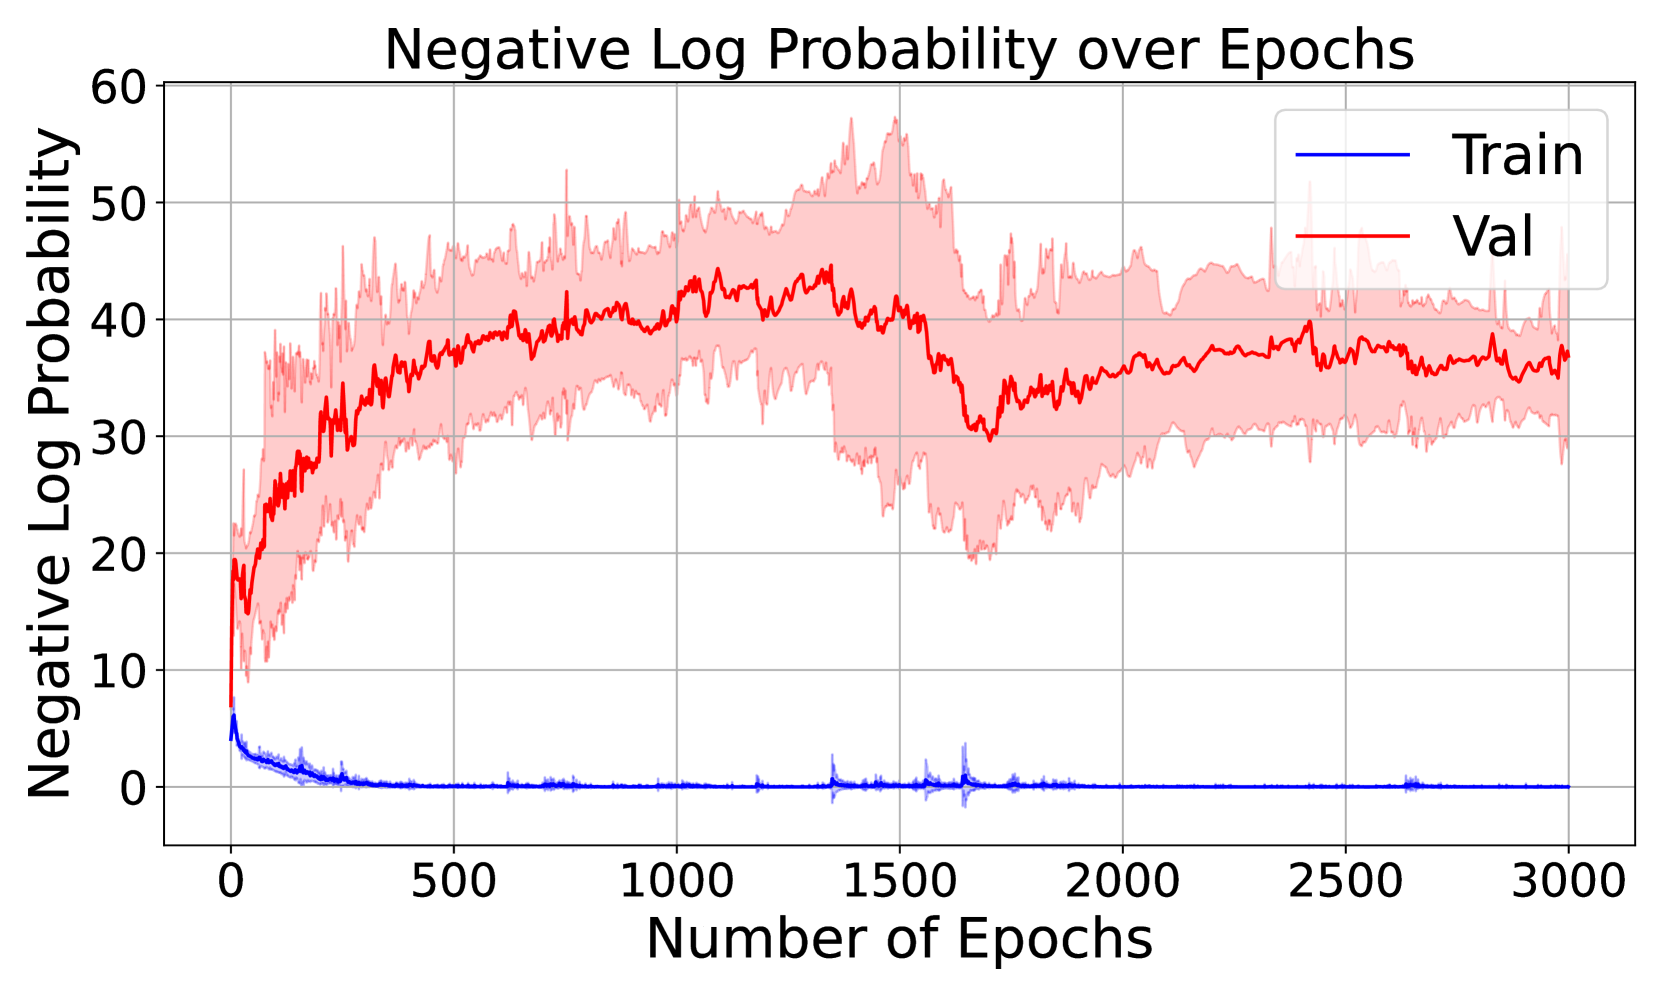 Negative Log Probability over Epochs
Negative Log Probability
60
50
40
30
20
10
0
Train
Val
0 500 1000 1500 2000 2500 3000
Number of Epochs